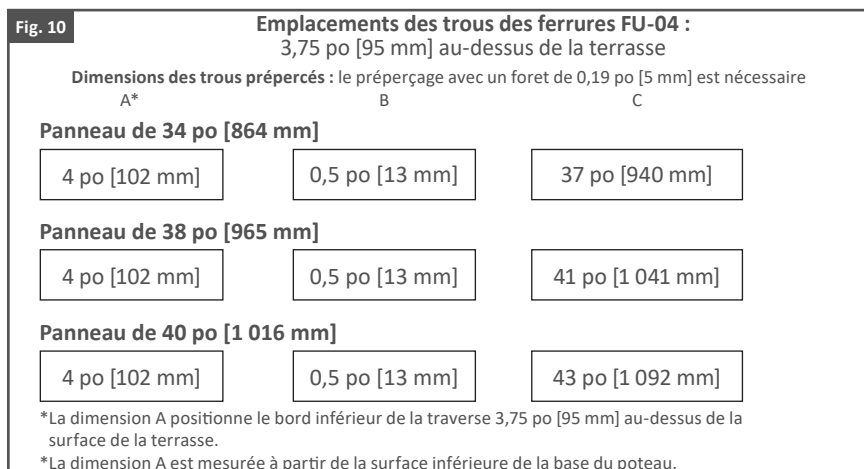 Fig. 10
Emplacements des trous des ferrures FU-04 :
3,75 po [95 mm] au-dessus de la terrasse
Dimensions des trous prépercés : le préperçage avec un foret de 0,19 po [5 mm] est nécessaire
A* B C
Panneau de 34 po [864 mm]
4 po [102 mm] 0,5 po [13 mm] 37 po [940 mm]
Panneau de 38 po [965 mm]
4 po [102 mm] 0,5 po [13 mm] 41 po [1 041 mm]
Panneau de 40 po [1 016 mm]
4 po [102 mm] 0,5 po [13 mm] 43 po [1 092 mm]
*La dimension A positionne le bord inférieur de la traverse 3,75 po [95 mm] au-dessus de la
surface de la terrasse.
*La dimension A est mesurée à partir de la surface inférieure de la base du poteau.